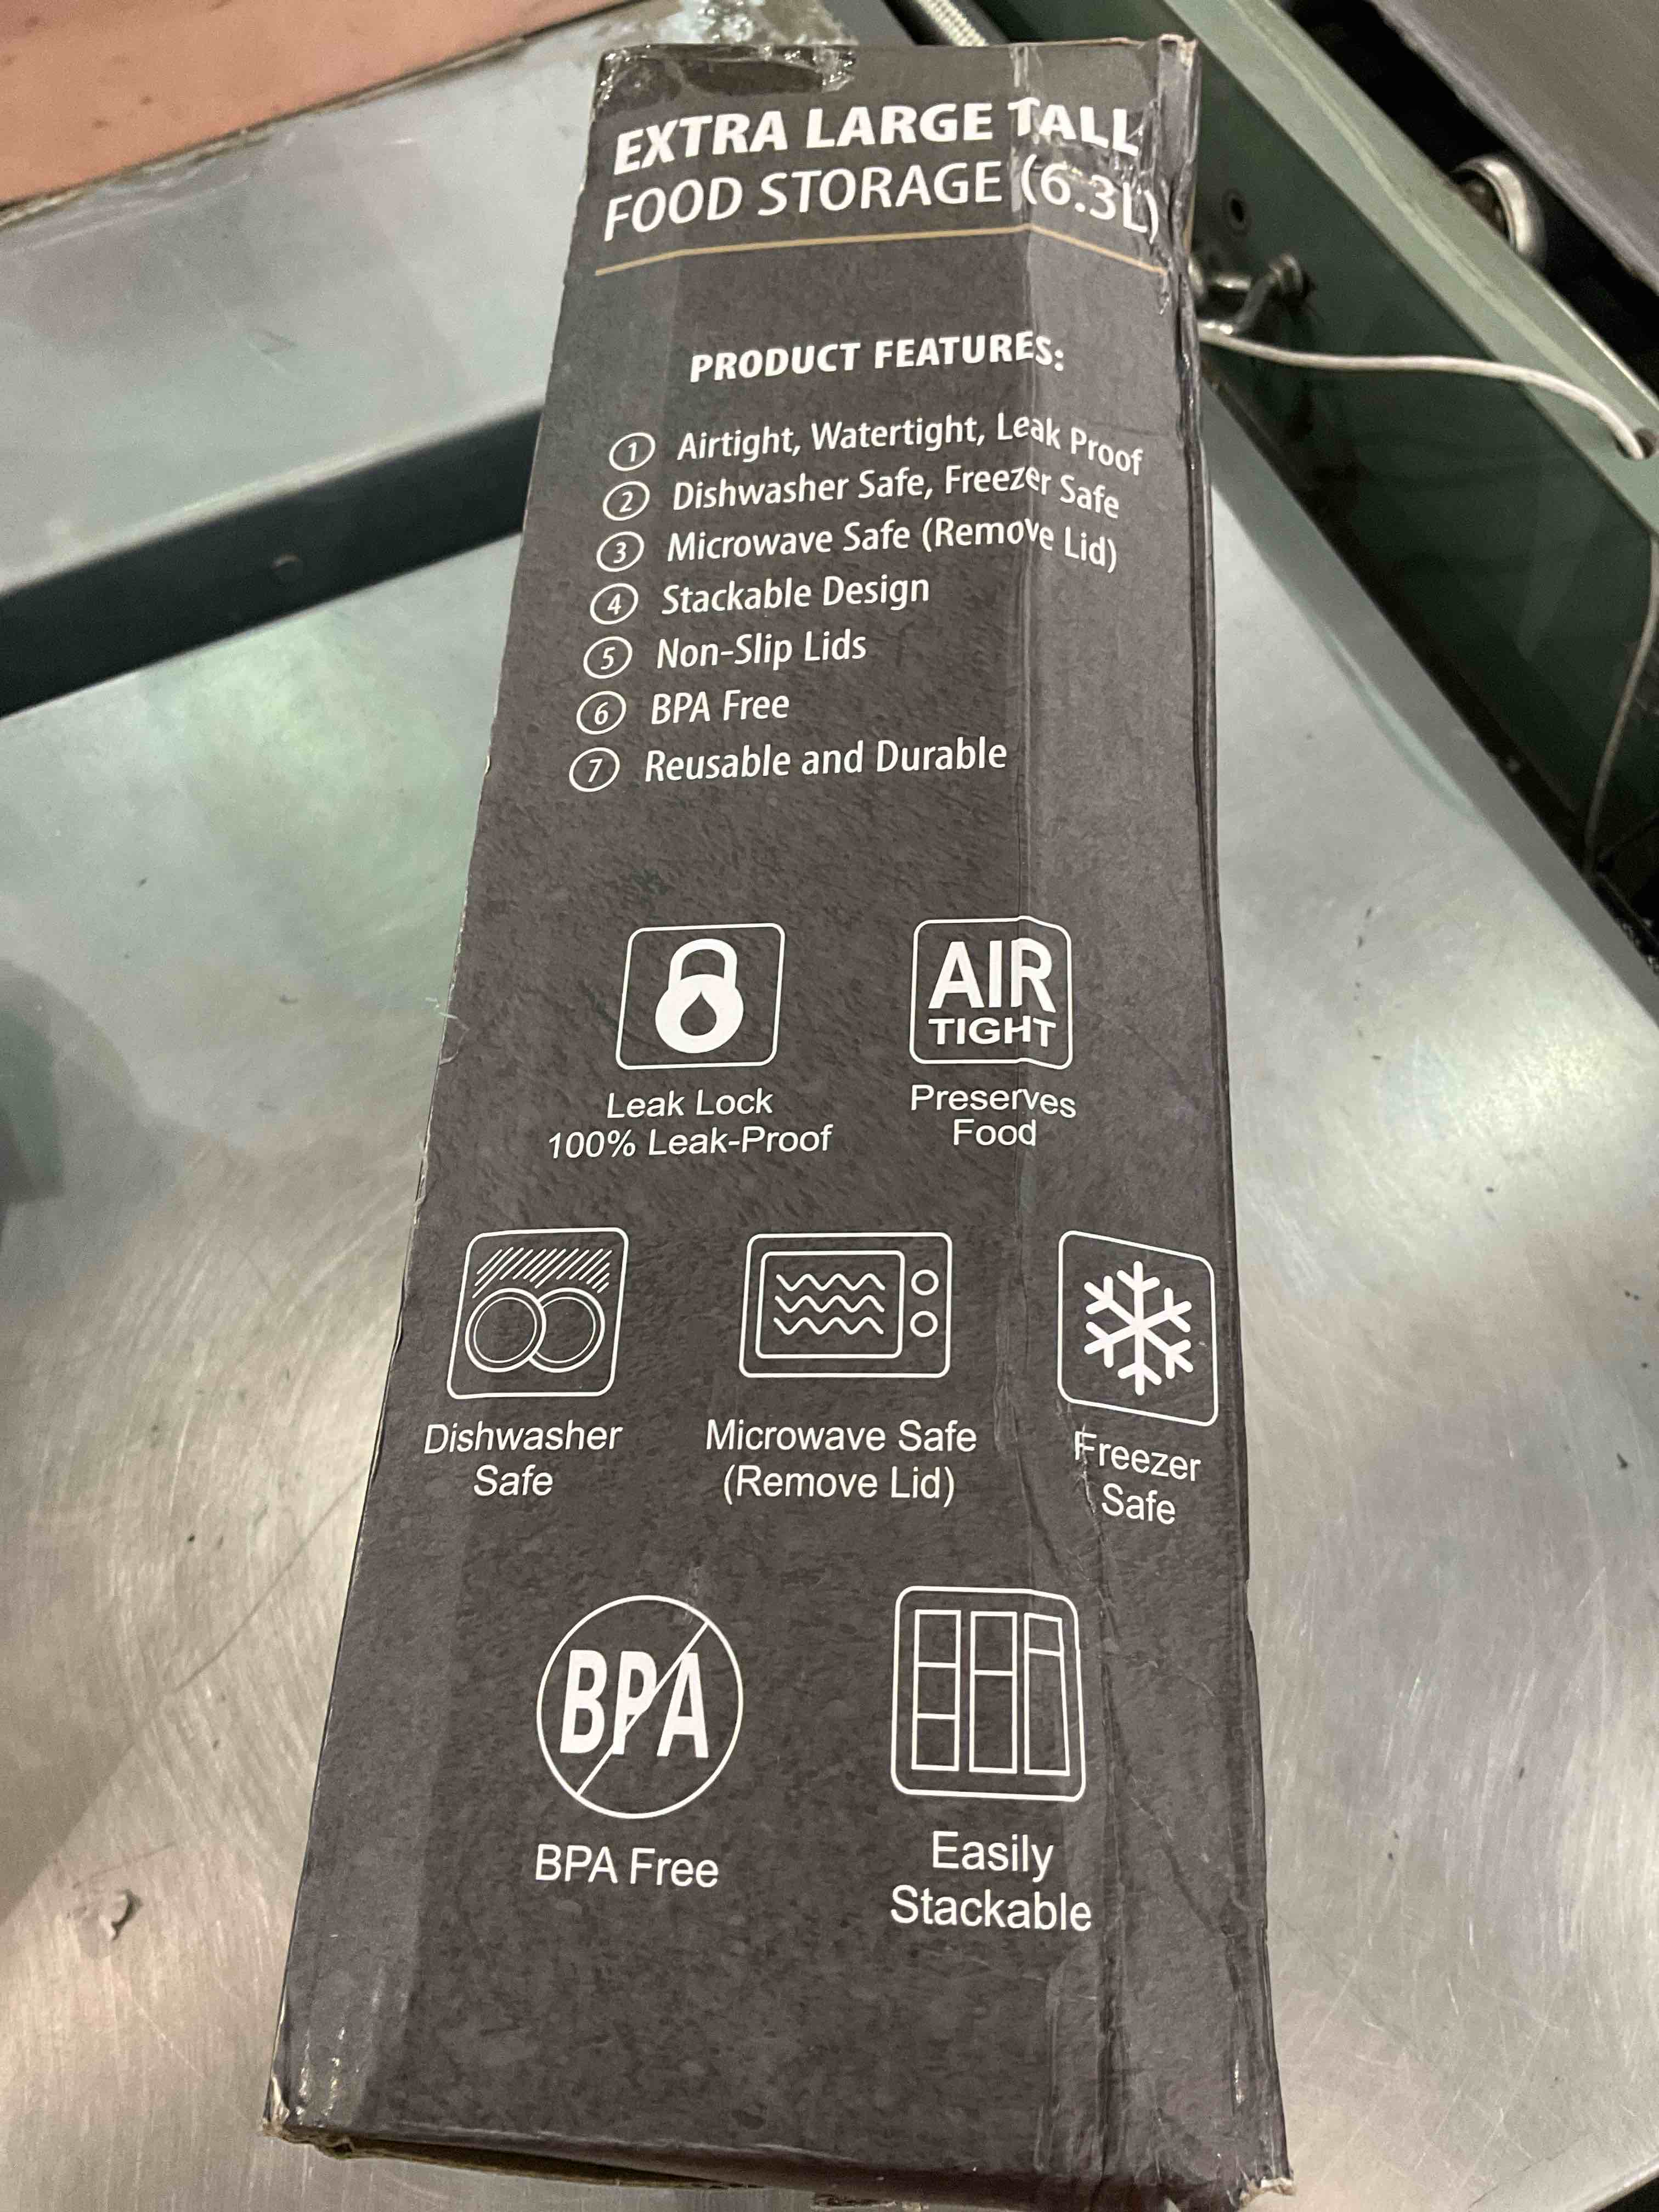 EXTRA LARGE TALL
FOOD STORAGE (6.3L)
PRODUCT FEATURES:
1 Airtight, Watertight, Leak Proof
2 Dishwasher Safe, Freezer Safe
3 Microwave Safe (Remove Lid)
4 Stackable Design
5 Non-Slip Lids
6 BPA Free
7 Reusable and Durable
AIR
TIGHT
Leak Lock
100% Leak-Proof
Preserves
Food
Dishwasher
Safe
Microwave Safe
(Remove Lid)
Freezer
Safe
BPA
BPA Free
Easily
Stackable